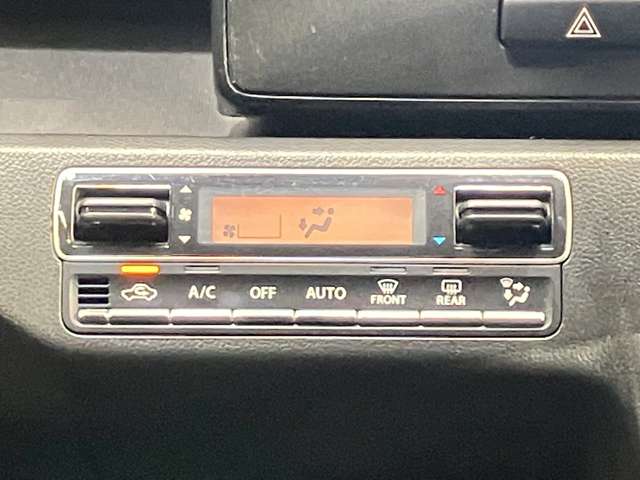 A/C OFF AUTO FRONT REAR